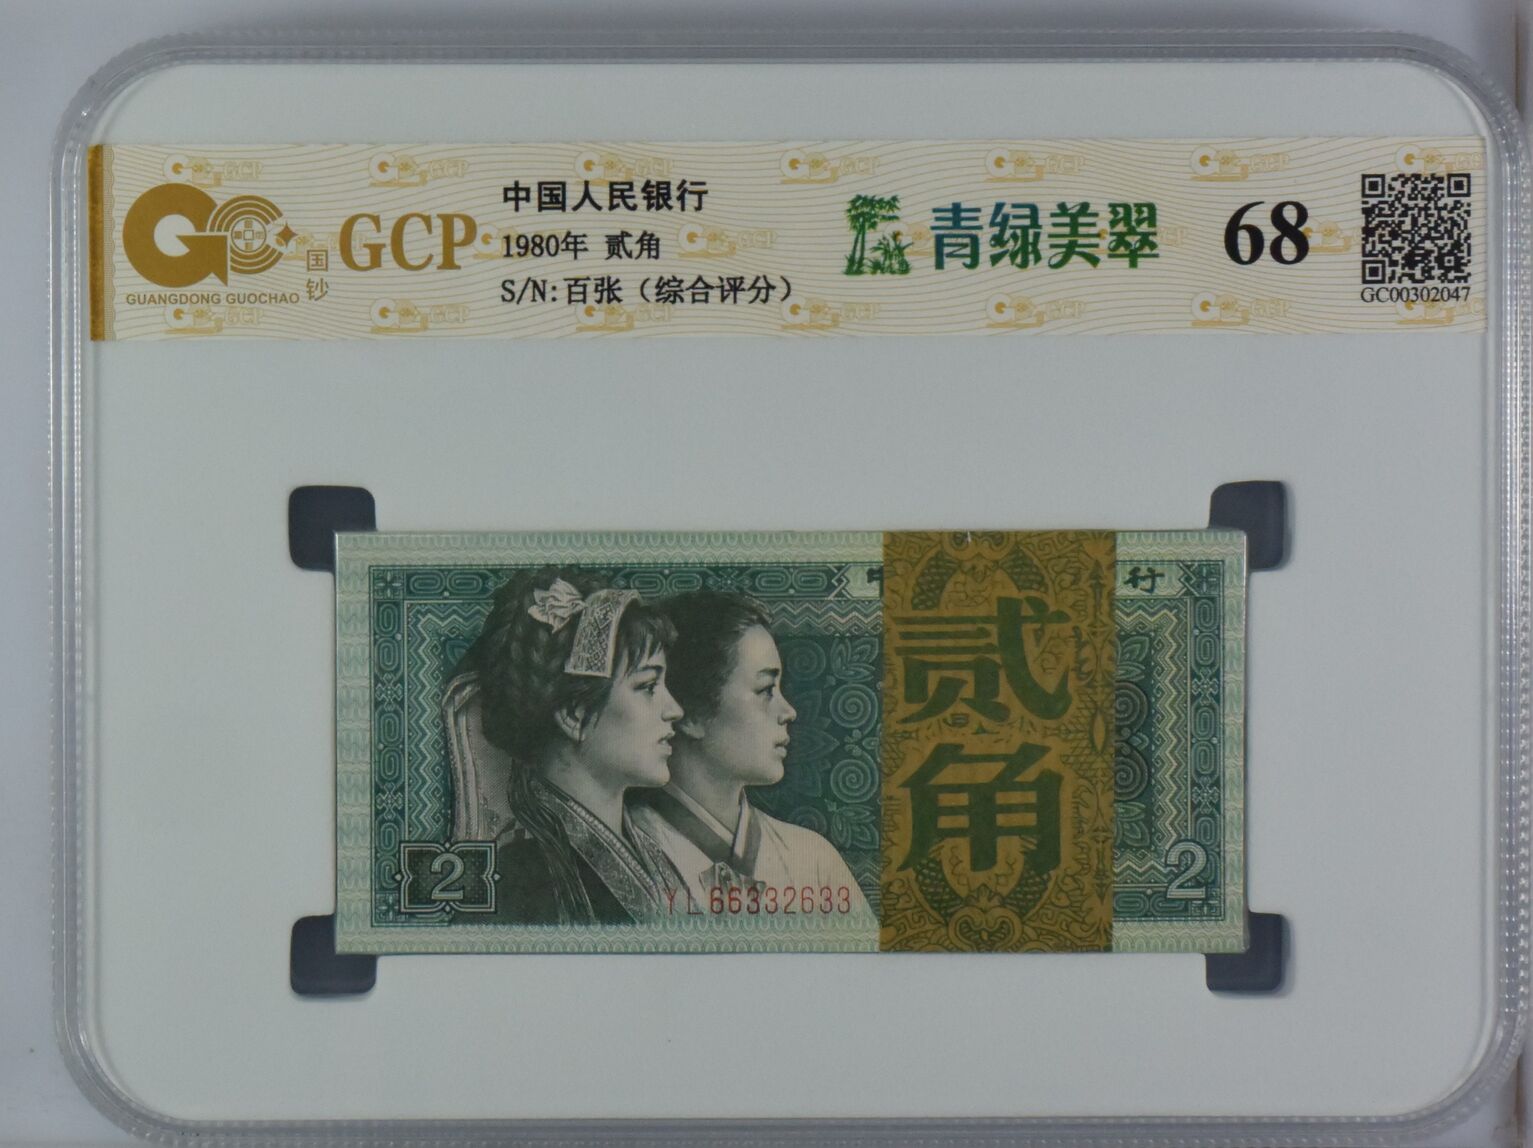 中国人民银行
1980年 贰角
S/N:百张（综合评分）
GCP
国钞
GUANGDONG GUOCHAO
青绿美翠
68
GC00302047
行
贰角
2
YL66332633
2